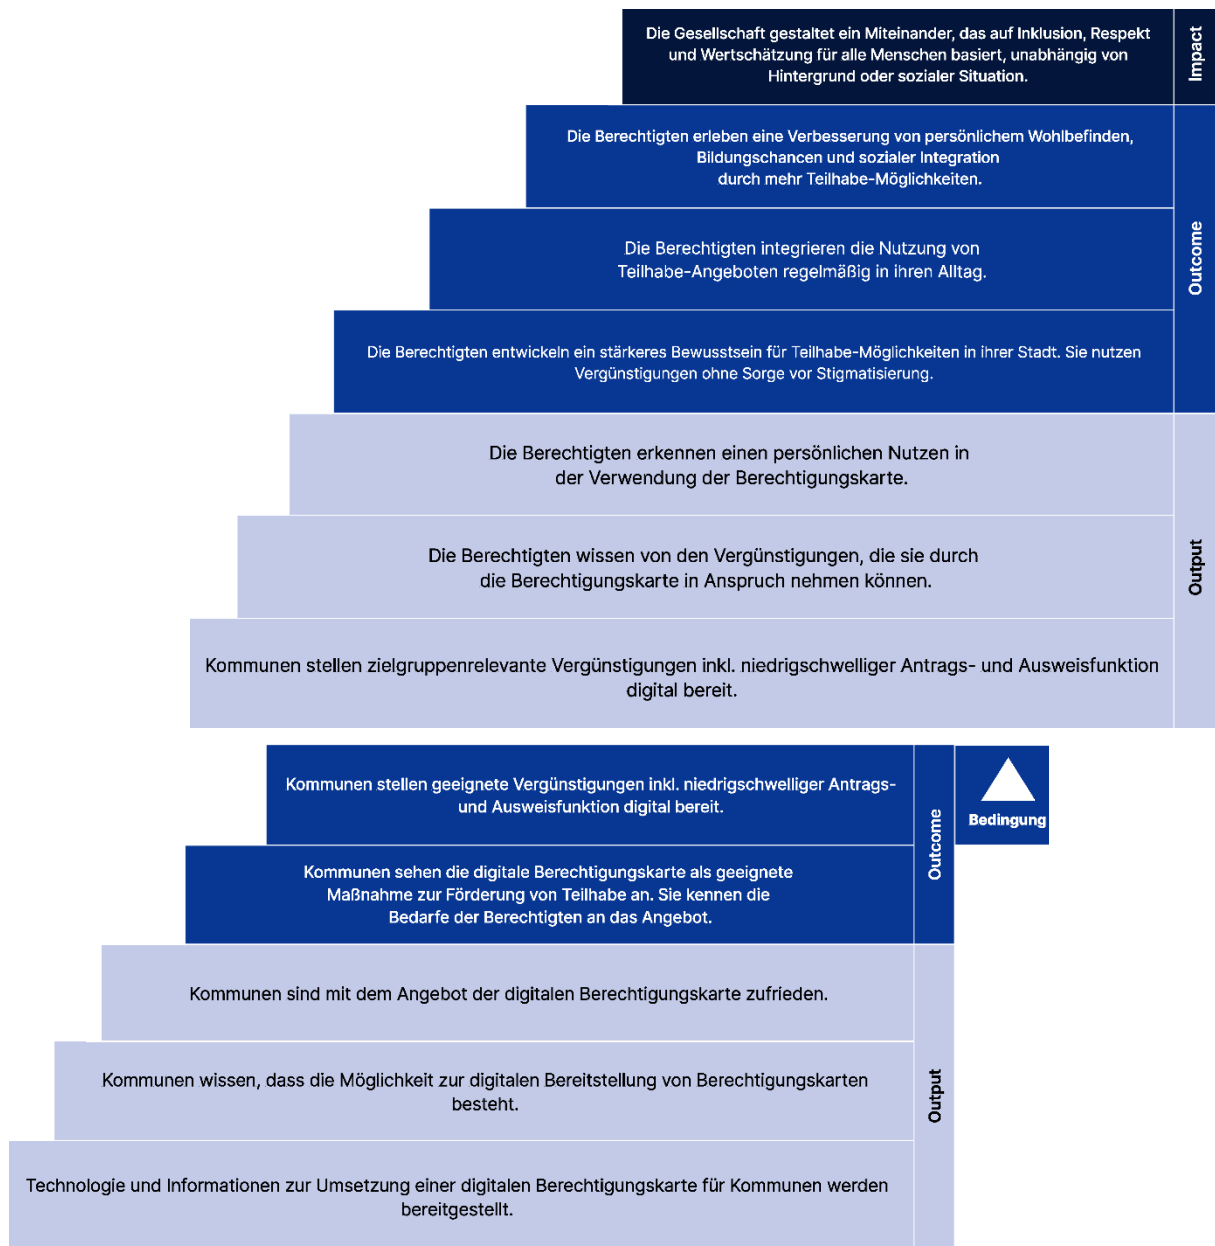 Die Gesellschaft gestaltet ein Miteinander, das auf Inklusion, Respekt
und Wertschätzung für alle Menschen basiert, unabhängig von
Hintergrund oder sozialer Situation.
Impact
Die Berechtigten erleben eine Verbesserung von persönlichem Wohlbefinden,
Bildungschancen und sozialer Integration
durch mehr Teilhabe-Möglichkeiten.
Die Berechtigten integrieren die Nutzung von
Teilhabe-Angeboten regelmäßig in ihren Alltag.
Die Berechtigten entwickeln ein stärkeres Bewusstsein für Teilhabe-Möglichkeiten in ihrer Stadt. Sie nutzen
Vergünstigungen ohne Sorge vor Stigmatisierung.
Outcome
Die Berechtigten erkennen einen persönlichen Nutzen in
der Verwendung der Berechtigungskarte.
Die Berechtigten wissen von den Vergünstigungen, die sie durch
die Berechtigungskarte in Anspruch nehmen können.
Kommunen stellen zielgruppenrelevante Vergünstigungen inkl. niedrigschwelliger Antrags- und Ausweisfunktion
digital bereit.
Output
Kommunen stellen geeignete Vergünstigungen inkl. niedrigschwelliger Antrags-
und Ausweisfunktion digital bereit.
Kommunen sehen die digitale Berechtigungskarte als geeignete
Maßnahme zur Förderung von Teilhabe an. Sie kennen die
Bedarfe der Berechtigten an das Angebot.
Outcome
Bedingung
Kommunen sind mit dem Angebot der digitalen Berechtigungskarte zufrieden.
Kommunen wissen, dass die Möglichkeit zur digitalen Bereitstellung von Berechtigungskarten
besteht.
Technologie und Informationen zur Umsetzung einer digitalen Berechtigungskarte für Kommunen werden
bereitgestellt.
Output